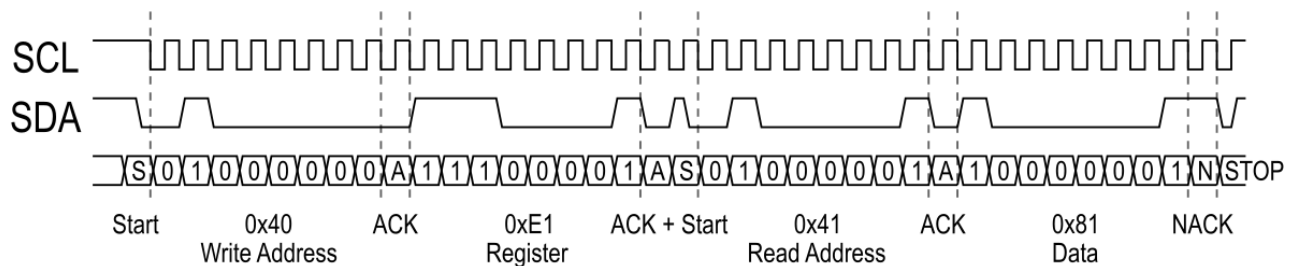 SCL
SDA
S 0 1 0 0 0 0 0 0 A 1 1 1 0 0 0 0 1 A S 0 1 0 0 0 0 0 1 A 1 0 0 0 0 0 0 1 N STOP
Start 0x40 ACK 0xE1 ACK + Start 0x41 ACK 0x81 NACK
Write Address Register Read Address Data